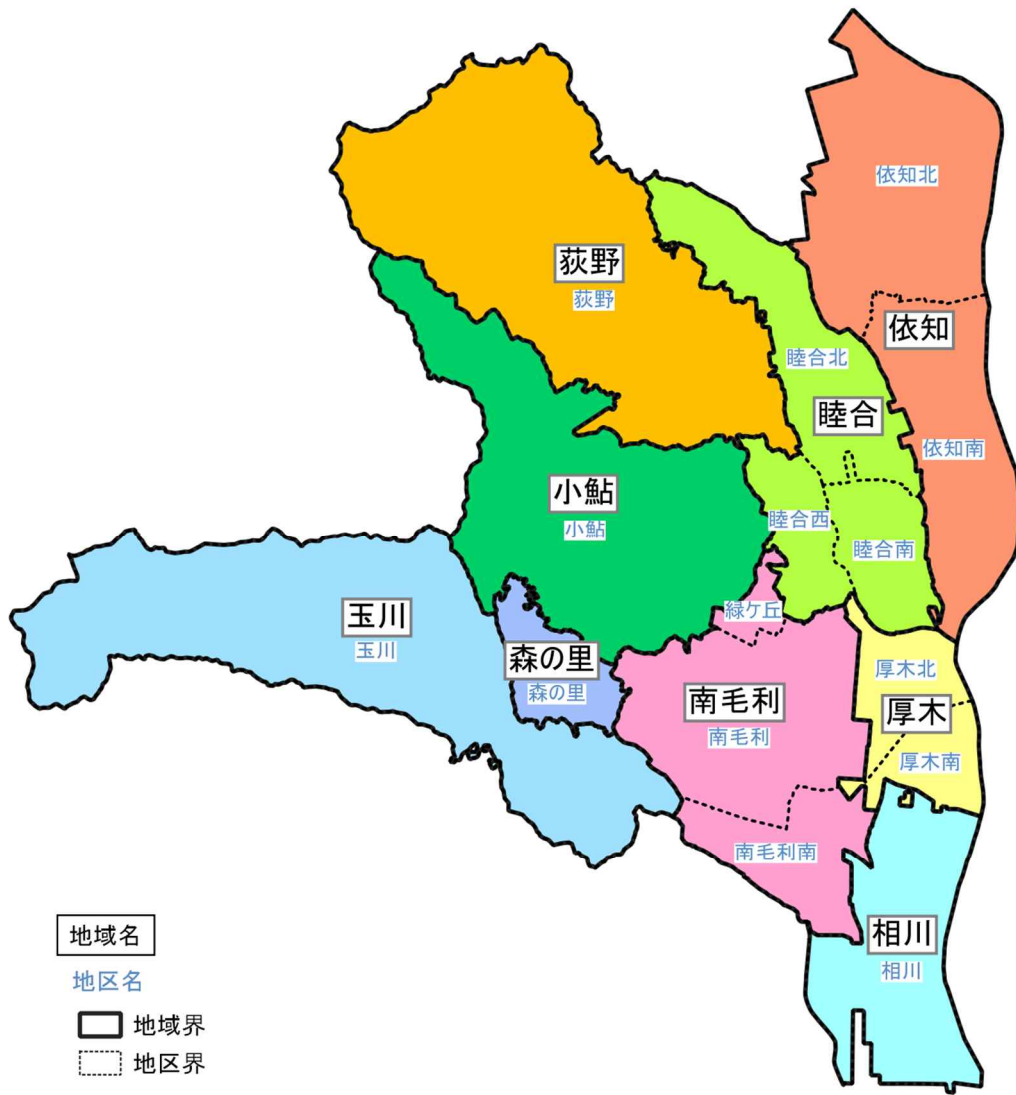 依知北
荻野
荻野
依知
睦合北
睦合
依知南
小鮎
小鮎
睦合西
睦合南
緑ケ丘
玉川
玉川
森の里
森の里
厚木北
南毛利
南毛利
厚木
厚木南
南毛利南
相川
相川
地域名
地区名
地域界
地区界